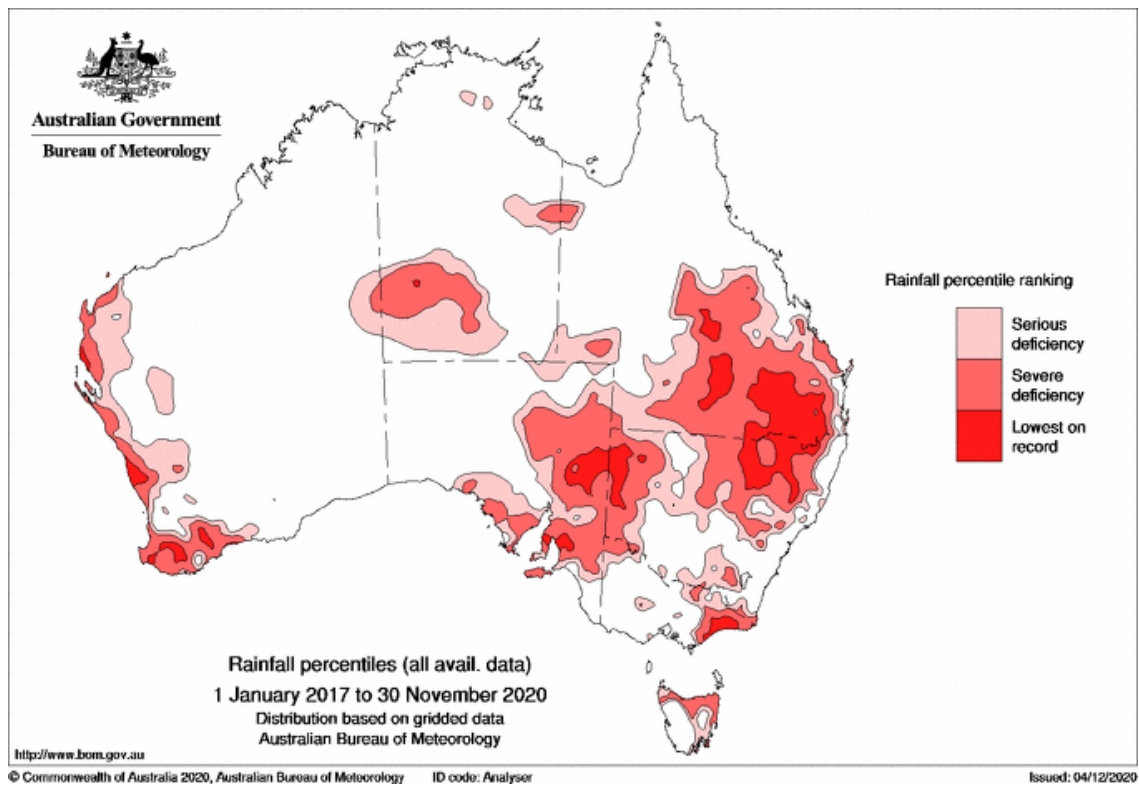 Australian Government
Bureau of Meteorology
Rainfall percentile ranking
Serious
deficiency
Severe
deficiency
Lowest on
record
Rainfall percentiles (all avail. data)
1 January 2017 to 30 November 2020
Distribution based on gridded data
Australian Bureau of Meteorology
http://www.bom.gov.au
© Commonwealth of Australia 2020, Australian Bureau of Meteorology ID code: Analyser Issued: 04/12/2020